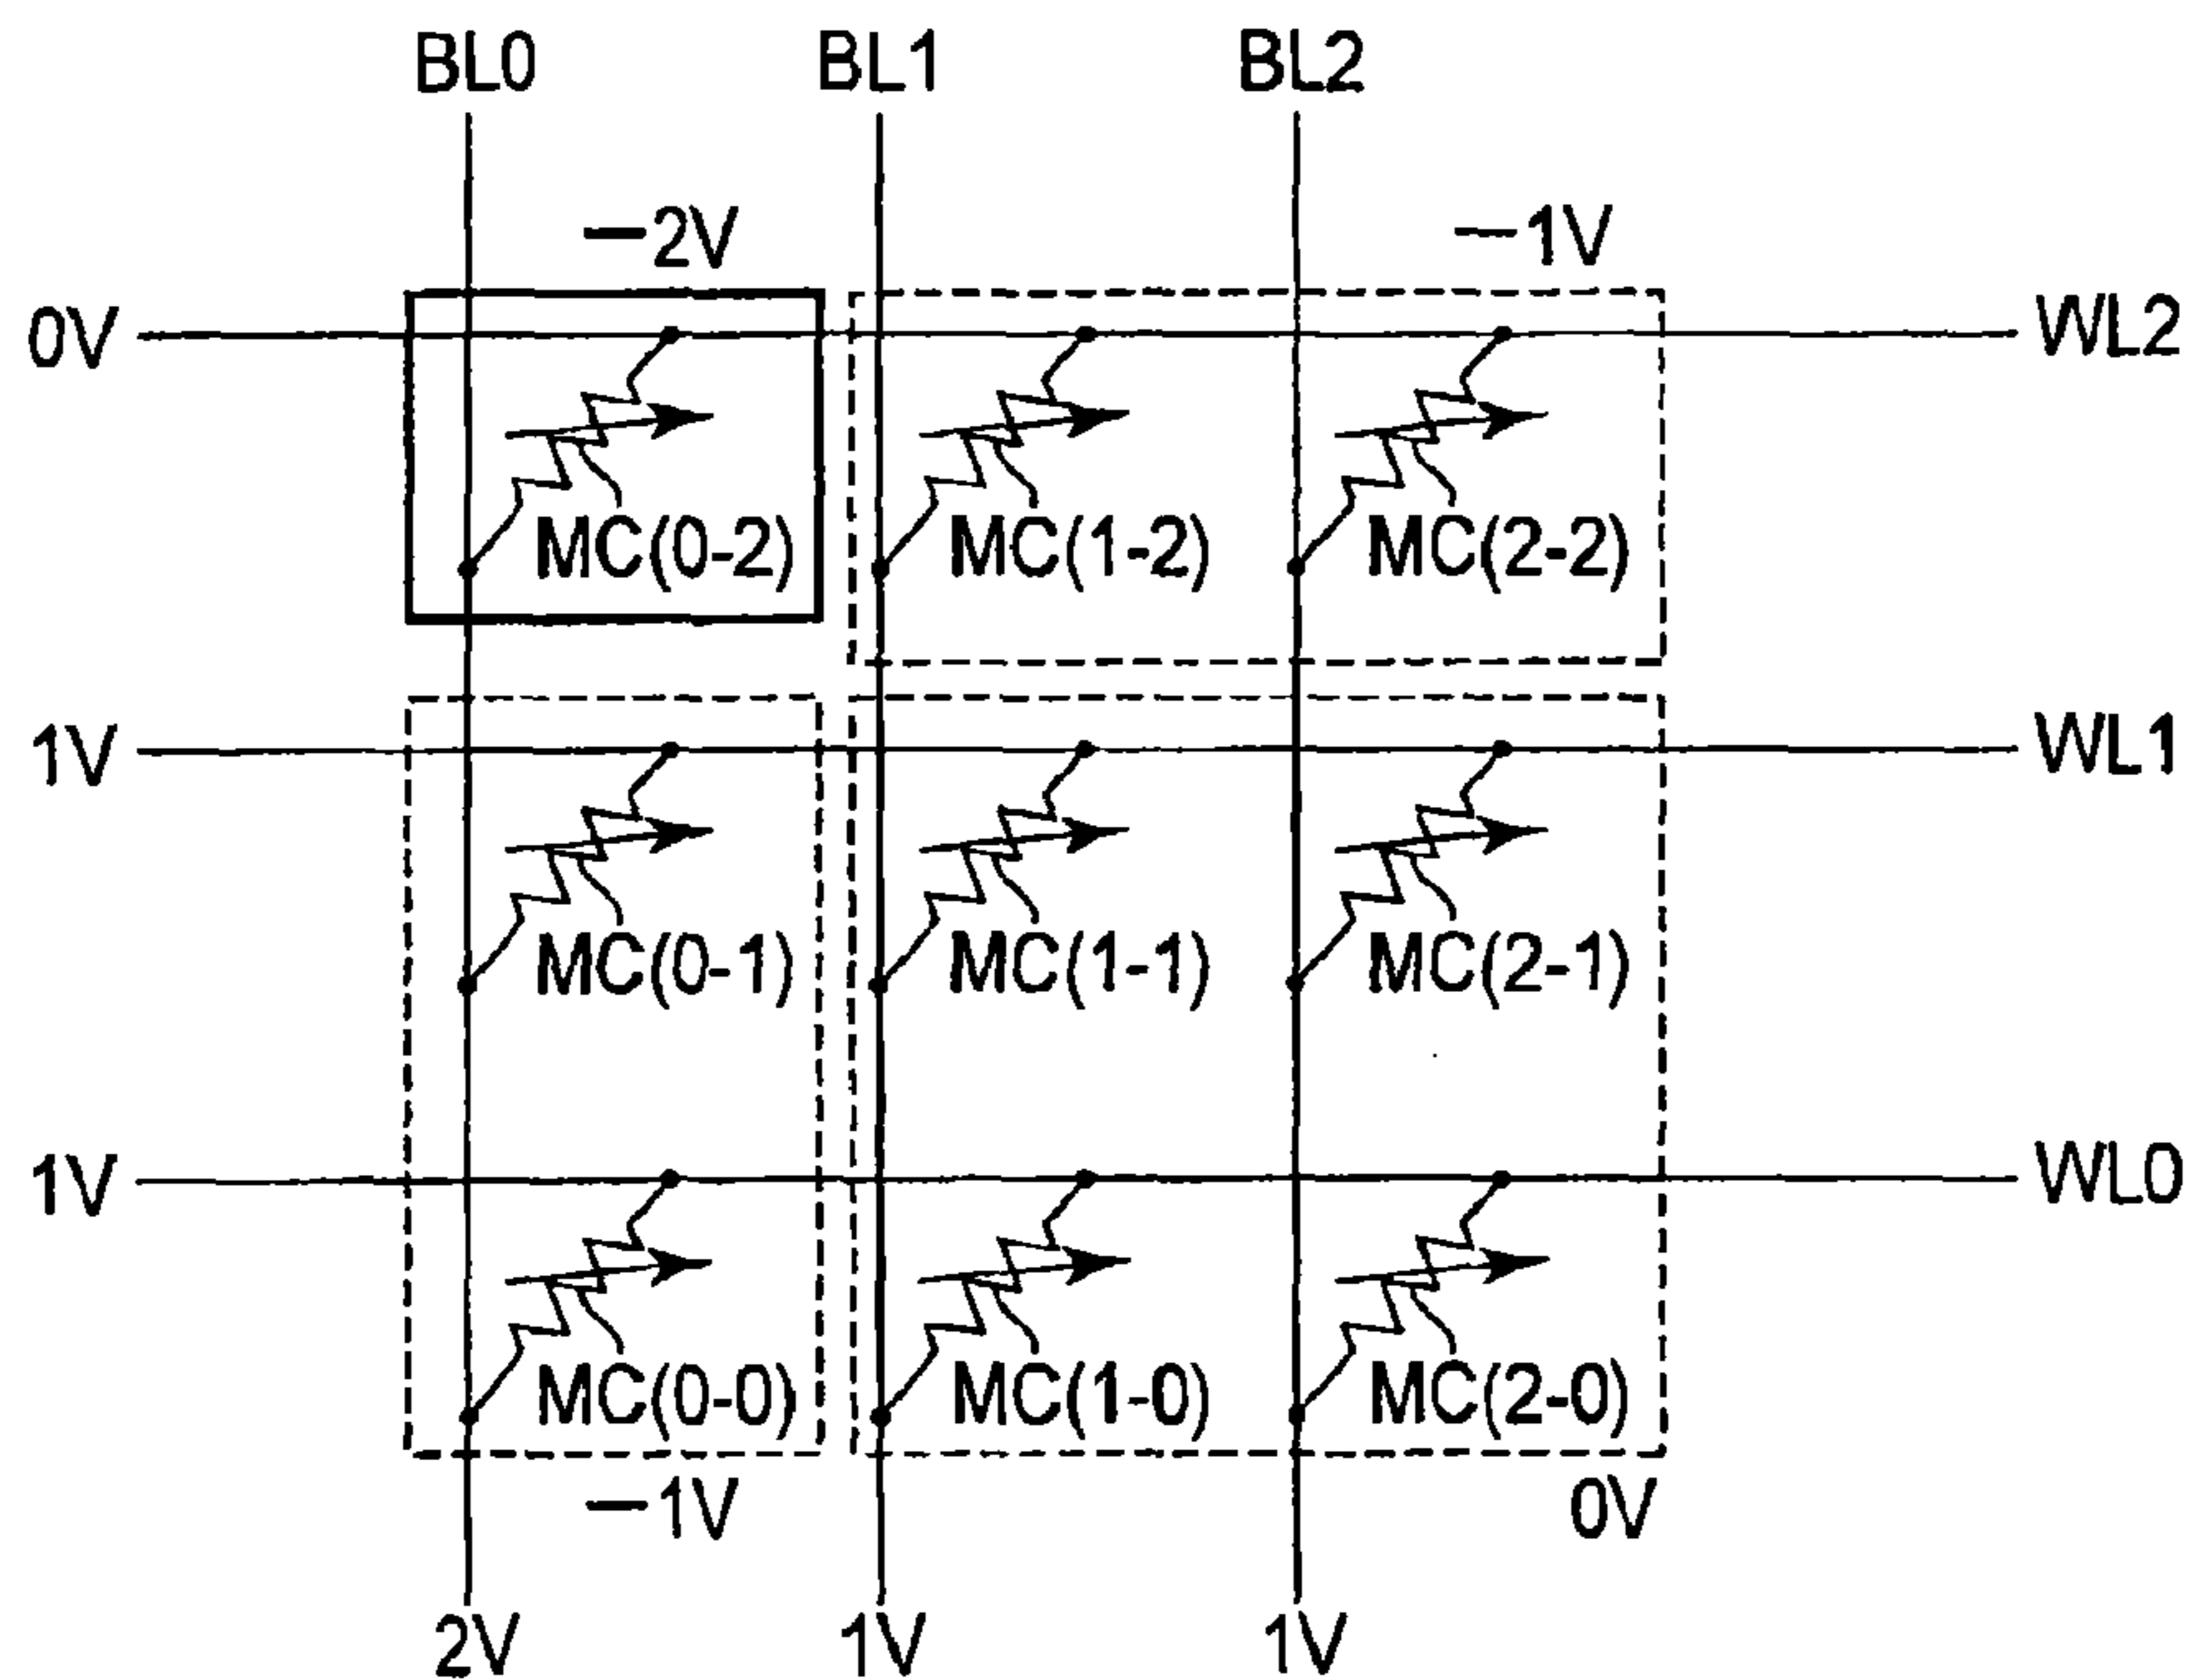 BL0 BL1 BL2
—2V —1V
0V WL2
MC(0-2) MC(1-2) MC(2-2)
1V WL1
MC(0-1) MC(1-1) MC(2-1)
1V WL0
MC(0-0) MC(1-0) MC(2-0)
—1V 0V
2V 1V 1V